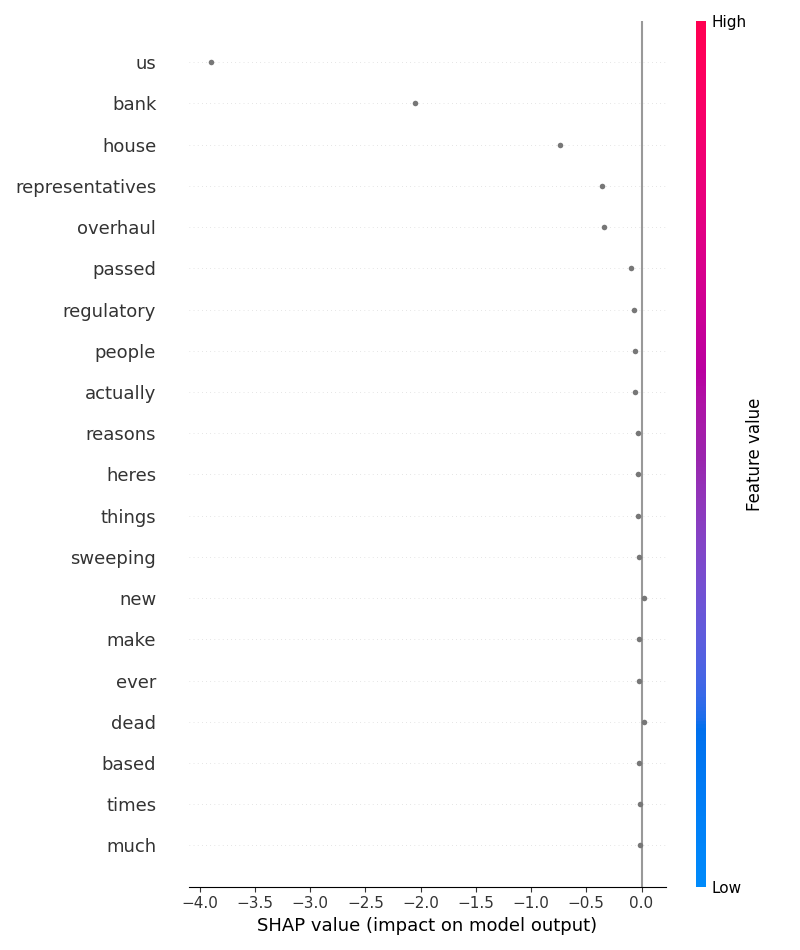 High
us
bank
house
representatives
overhaul
passed
regulatory
people
actually
reasons
heres
things
sweeping
new
make
ever
dead
based
times
much
Feature value
Low
−4.0 −3.5 −3.0 −2.5 −2.0 −1.5 −1.0 −0.5 0.0
SHAP value (impact on model output)